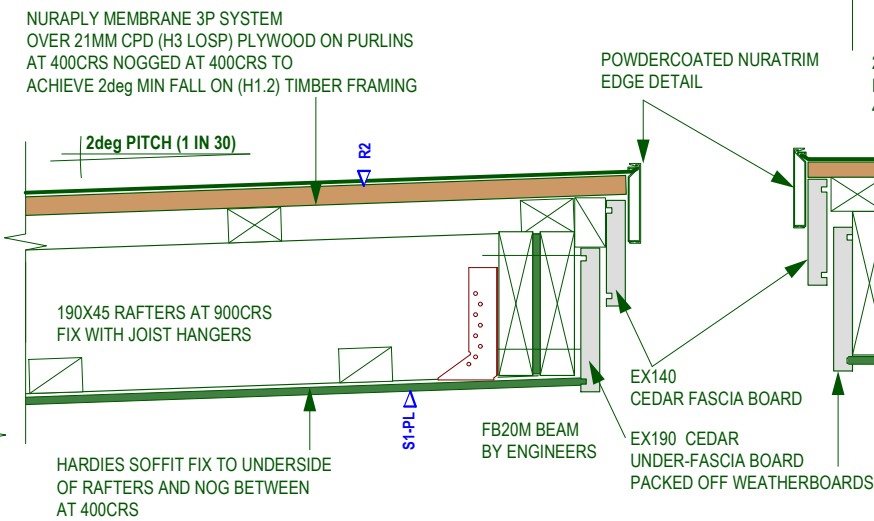 NURAPLY MEMBRANE 3P SYSTEM
OVER 21MM CPD (H3 LOSP) PLYWOOD ON PURLINS
AT 400CRS NOGGED AT 400CRS TO
ACHIEVE 2deg MIN FALL ON (H1.2) TIMBER FRAMING
POWDERCOATED NURATRIM
EDGE DETAIL
2deg PITCH (1 IN 30)
R2
190X45 RAFTERS AT 900CRS
FIX WITH JOIST HANGERS
EX140
CEDAR FASCIA BOARD
S1-PL
FB20M BEAM
BY ENGINEERS
EX190 CEDAR
UNDER-FASCIA BOARD
PACKED OFF WEATHERBOARDS
HARDIES SOFFIT FIX TO UNDERSIDE
OF RAFTERS AND NOG BETWEEN
AT 400CRS